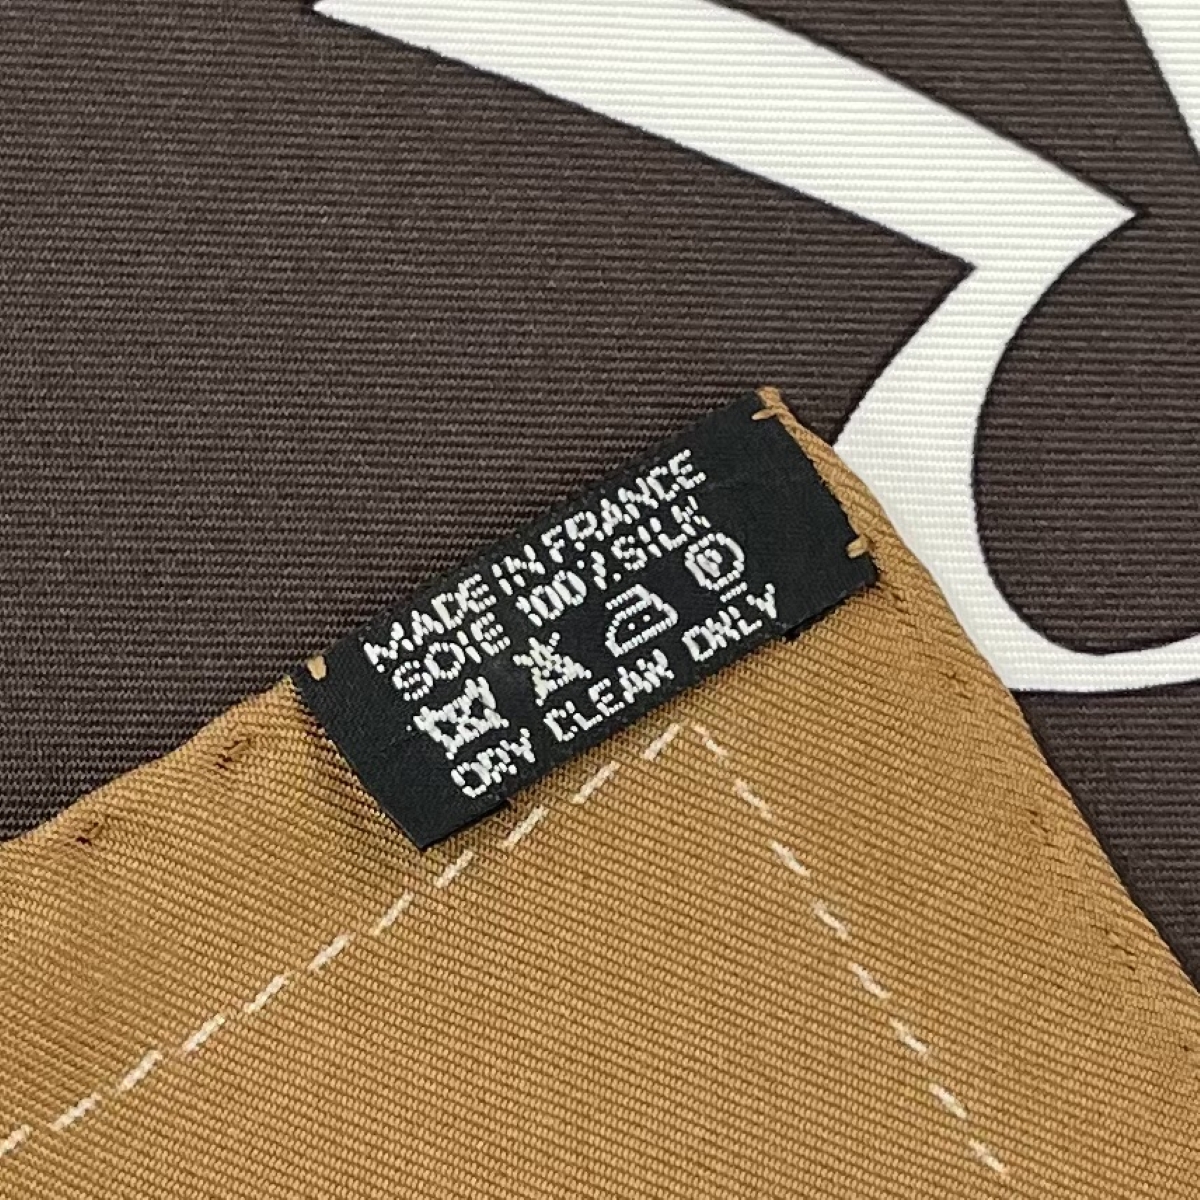 MADE IN FRANCE
SOIE 100% SILK
P
DRY CLEAN ONLY